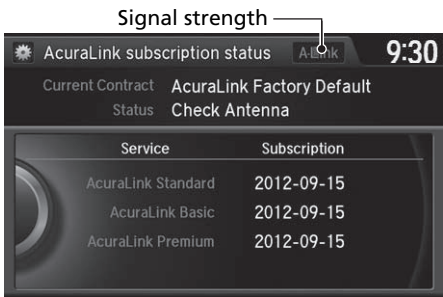 Signal strength
AcuraLink subscription status A-Link 9:30
Current Contract AcuraLink Factory Default
Status Check Antenna
Service Subscription
AcuraLink Standard 2012-09-15
AcuraLink Basic 2012-09-15
AcuraLink Premium 2012-09-15